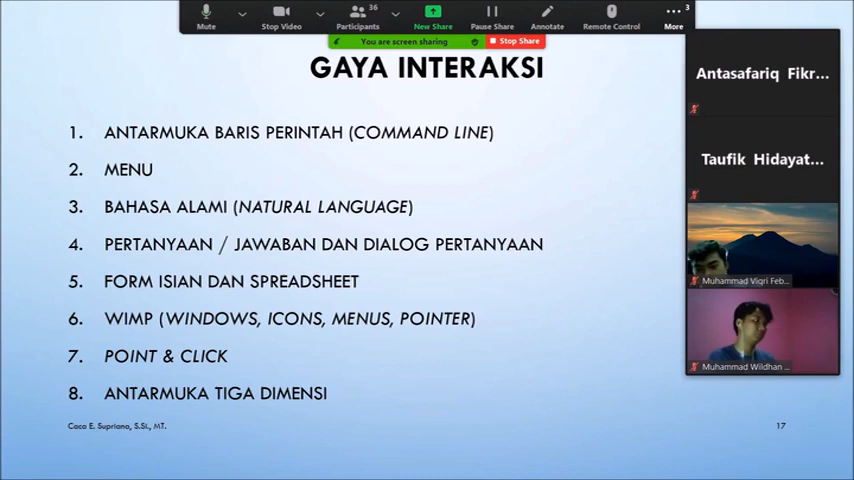 Mute
Stop Video
Participants
36
New Share
Pause Share
Annotate
Remote Control
More
3
You are screen sharing
Stop Share
GAYA INTERAKSI
1. ANTARMUKA BARIS PERINTAH (COMMAND LINE)
2. MENU
3. BAHASA ALAMI (NATURAL LANGUAGE)
4. PERTANYAAN / JAWABAN DAN DIALOG PERTANYAAN
5. FORM ISIAN DAN SPREADSHEET
6. WIMP (WINDOWS, ICONS, MENUS, POINTER)
7. POINT & CLICK
8. ANTARMUKA TIGA DIMENSI
Caca E. Supriana, S.Si., MT.
17
Antasafariq Fikr...
Taufik Hidayat...
Muhammad Viqri Feb...
Muhammad Wildhan ...